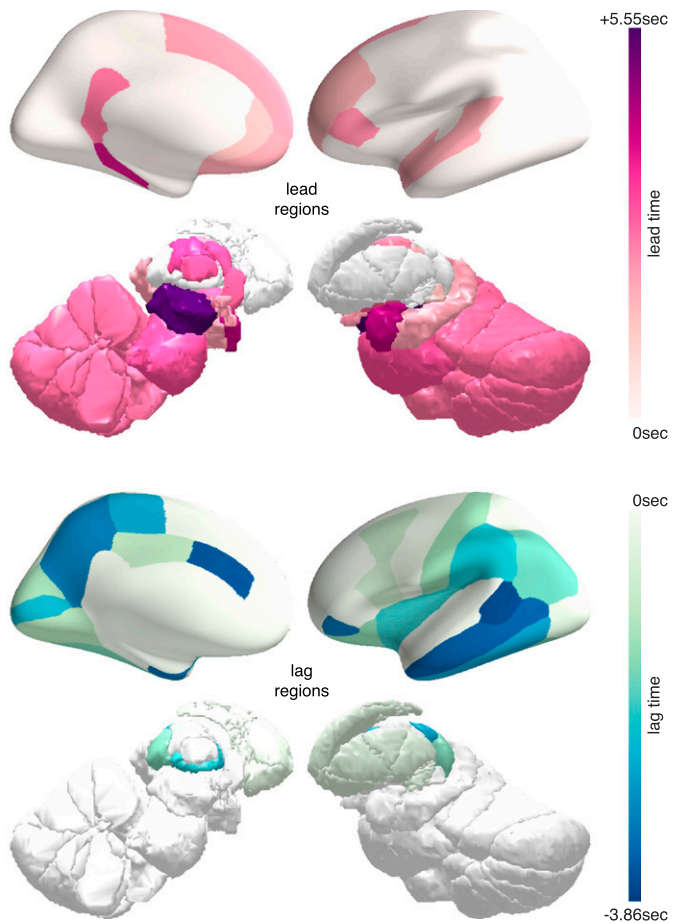 +5.55sec
lead
regions
lead time
0sec
0sec
lag
regions
lag time
-3.86sec